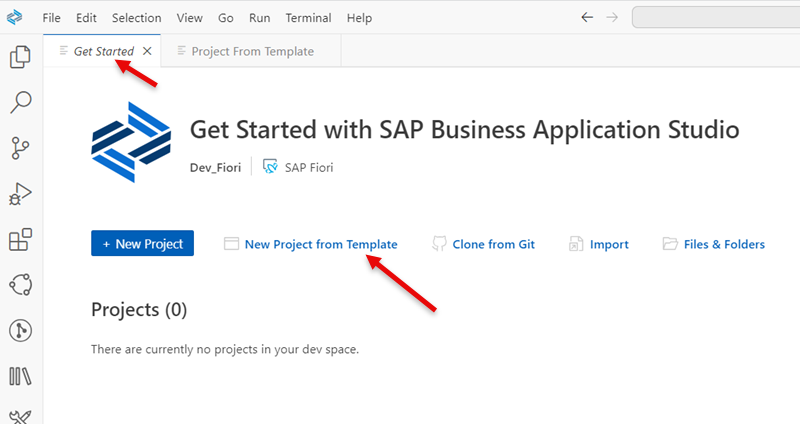 File Edit Selection View Go Run Terminal Help
Get Started Project From Template
Get Started with SAP Business Application Studio
Dev_Fiori SAP Fiori
+ New Project New Project from Template Clone from Git Import Files & Folders
Projects (0)
There are currently no projects in your dev space.